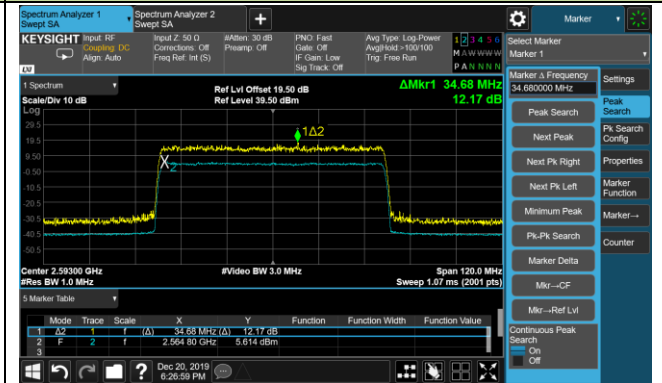 Spectrum Analyzer 1
Swept SA
Spectrum Analyzer 2
Swept SA
+
Marker
KEYSIGHT
Input: RF
Coupling: DC
Align: Auto
Input Z: 50 Ω
Corrections: Off
Freq Ref: Int (S)
#Atten: 30 dB
Preamp: Off
PNO: Fast
Gate: Off
IF Gain: Low
Sig Track: Off
Avg Type: Log-Power
Avg|Hold >100/100
Trig: Free Run
1 2 3 4 5 6
M A W W W W
P A N N N N
LXI
Select Marker
Marker 1
1 Spectrum
Scale/Div 10 dB
Ref Lvl Offset 19.50 dB
Ref Level 39.50 dBm
ΔMkr1 34.68 MHz
12.17 dB
Log
29.5
19.5
9.50
-0.50
-10.5
-20.5
-30.5
-40.5
-50.5
1Δ2
X2
Center 2.59300 GHz
#Res BW 1.0 MHz
#Video BW 3.0 MHz
Span 120.0 MHz
Sweep 1.07 ms (2001 pts)
5 Marker Table
Mode Trace Scale X Y Function Function Width Function Value
1 Δ2 1 f (Δ) 34.68 MHz (Δ) 12.17 dB
2 F 2 f 2.564 80 GHz 5.614 dBm
3
Dec 20, 2019
6:26:59 PM
?
Marker Δ Frequency
34.680000 MHz
Peak Search
Next Peak
Next Pk Right
Next Pk Left
Minimum Peak
Pk-Pk Search
Marker Delta
Mkr→CF
Mkr→Ref Lvl
Continuous Peak
Search
On
Off
Settings
Peak
Search
Pk Search
Config
Properties
Marker
Function
Marker→
Counter